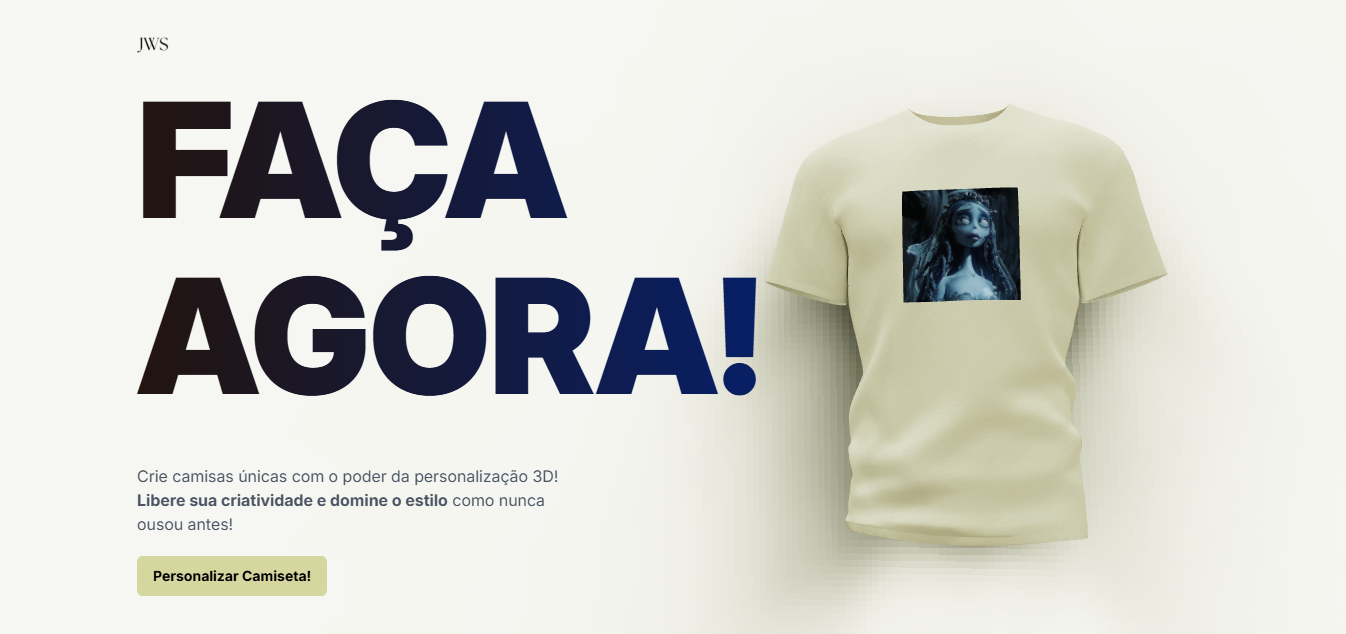 JWS
FAÇA
AGORA!
Crie camisas únicas com o poder da personalização 3D!
Libere sua criatividade e domine o estilo como nunca
ousou antes!
Personalizar Camiseta!